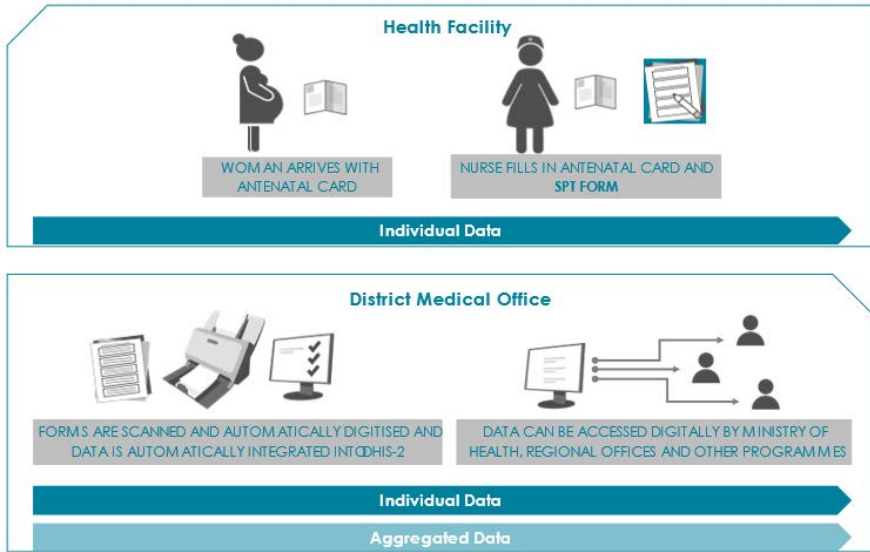 Health Facility
WOMAN ARRIVES WITH
ANTENATAL CARD
NURSE FILLS IN ANTENATAL CARD AND
SPT FORM
Individual Data
District Medical Office
FORMS ARE SCANNED AND AUTOMATICALLY DIGITISED AND
DATA IS AUTOMATICALLY INTEGRATED INTO DHIS-2
DATA CAN BE ACCESSED DIGITALLY BY MINISTRY OF
HEALTH, REGIONAL OFFICES AND OTHER PROGRAMMES
Individual Data
Aggregated Data